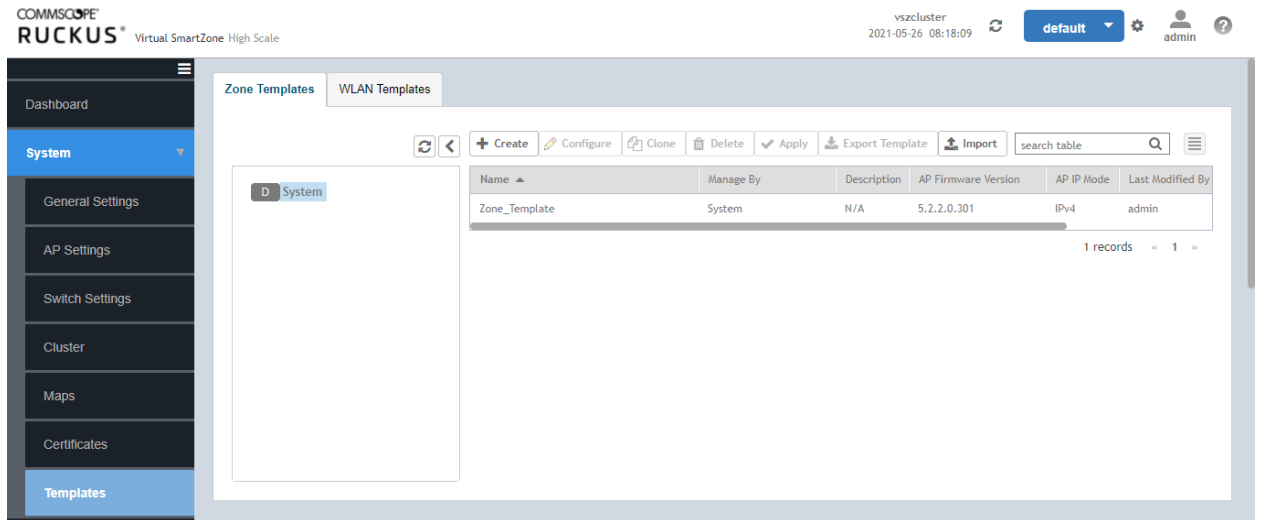 COMMSCOPE
RUCKUS® Virtual SmartZone High Scale
vszcluster
2021-05-26 08:18:09
default
admin
Dashboard
System
General Settings
AP Settings
Switch Settings
Cluster
Maps
Certificates
Templates
Zone Templates WLAN Templates
Create Configure Clone Delete Apply Export Template Import search table
D System
Name Manage By Description AP Firmware Version AP IP Mode Last Modified By
Zone_Template System N/A 5.2.2.0.301 IPv4 admin
1 records « 1 »